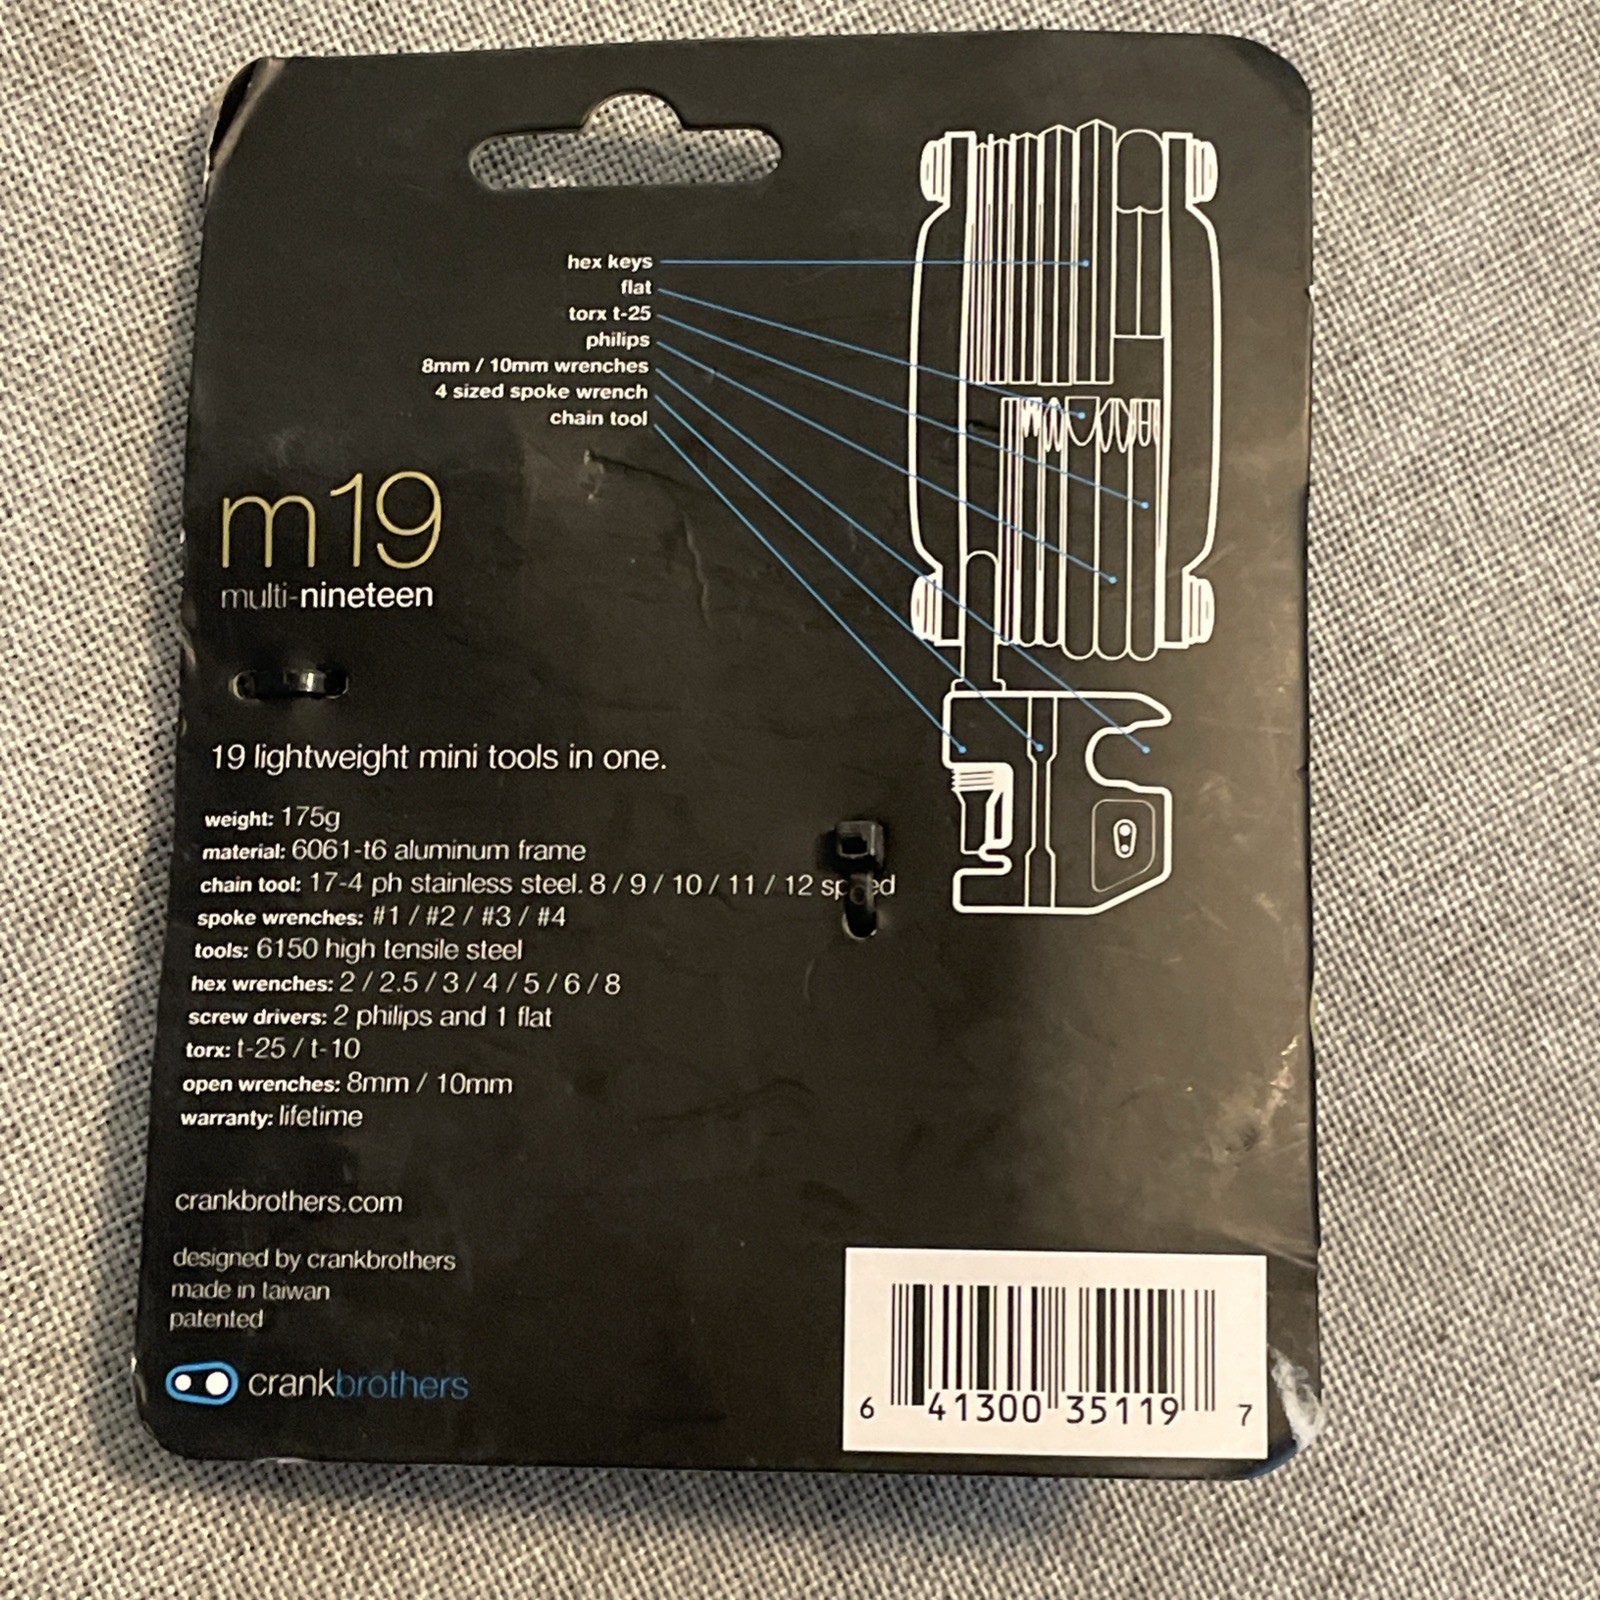 hex keys
flat
torx t-25
philips
8mm / 10mm wrenches
4 sized spoke wrench
chain tool
m19
multi-nineteen
19 lightweight mini tools in one.
weight: 175g
material: 6061-t6 aluminum frame
chain tool: 17-4 ph stainless steel. 8 / 9 / 10 / 11 / 12
spoke wrenches: #1 / #2 / #3 / #4
tools: 6150 high tensile steel
hex wrenches: 2 / 2.5 / 3 / 4 / 5 / 6 / 8
screw drivers: 2 philips and 1 flat
torx: t-25 / t-10
open wrenches: 8mm / 10mm
warranty: lifetime
crankbrothers.com
designed by crankbrothers
made in taiwan
patented
crankbrothers
6 41300 35119 7